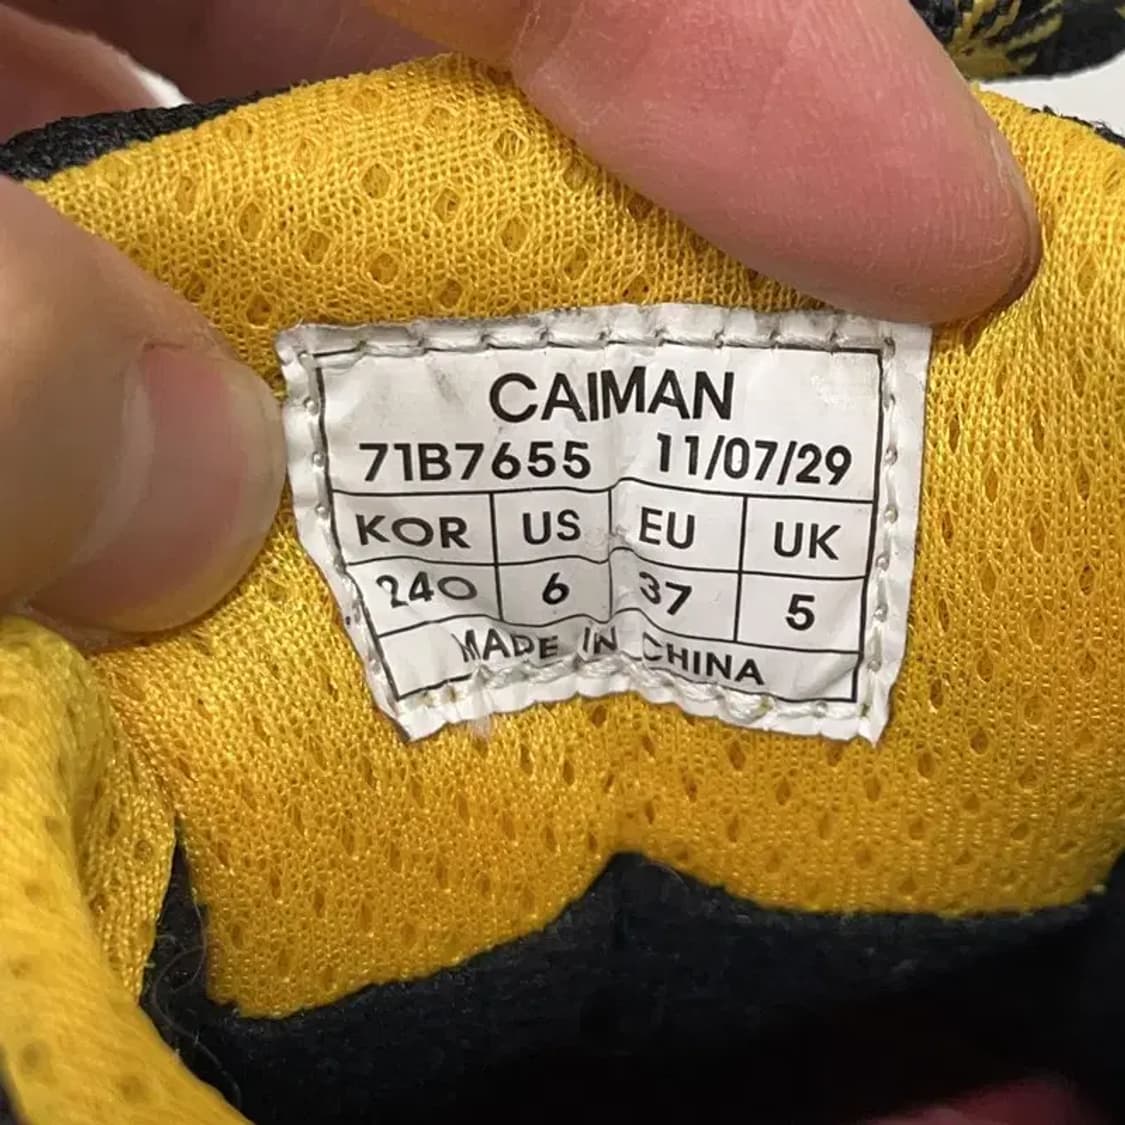 CAIMAN
71B7655 11/07/29
KOR US EU UK
240 6 37 5
MADE IN CHINA